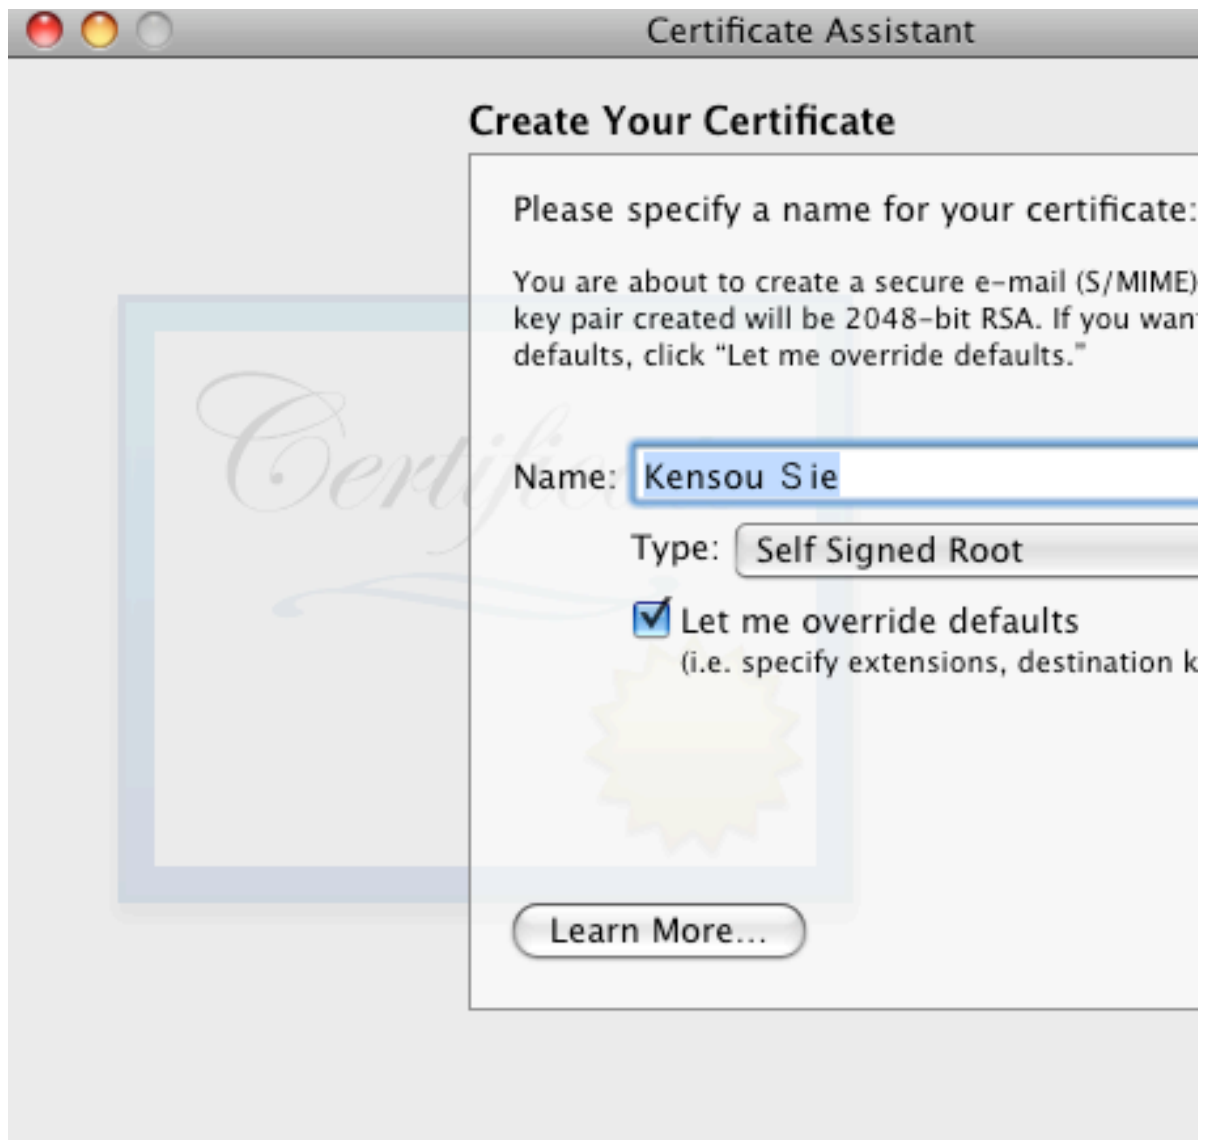 Certificate Assistant
Create Your Certificate
Please specify a name for your certificate:
You are about to create a secure e-mail (S/MIME)
key pair created will be 2048-bit RSA. If you
defaults, click “Let me override defaults.”
Certific
Name: Kensou Ｓie
Type: Self Signed Root
Let me override defaults
(i.e. specify extensions, destination
Learn More...